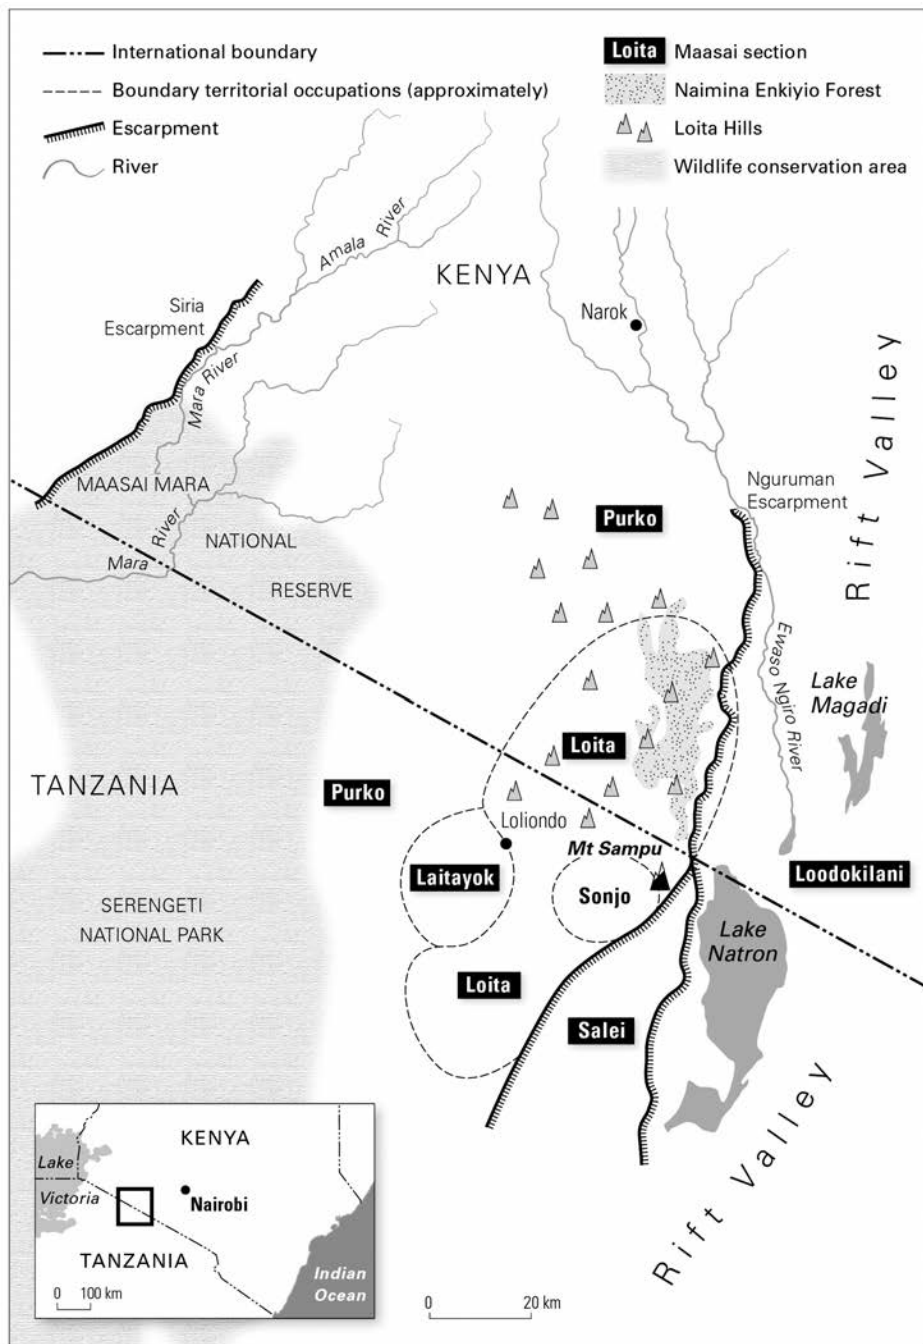 International boundary
Boundary territorial occupations (approximately)
Escarpment
River
Loita Maasai section
Naimina Enkiyio Forest
Loita Hills
Wildlife conservation area
Amala River
KENYA
Siria
Escarpment
Narok
Mara River
Rift Valley
MAASAI MARA
Nguruman
Escarpment
Purko
Mara River
NATIONAL
RESERVE
Ewaso Ngiro River
Lake
Magadi
Loita
TANZANIA
Purko
Loliondo
Mt Sampu
Laitayok
Sonjo
Loodokilani
SERENGETI
NATIONAL PARK
Lake
Natron
Loita
Salei
Rift Valley
KENYA
Lake
Victoria
Nairobi
TANZANIA
Indian
Ocean
0 100 km
0 20 km